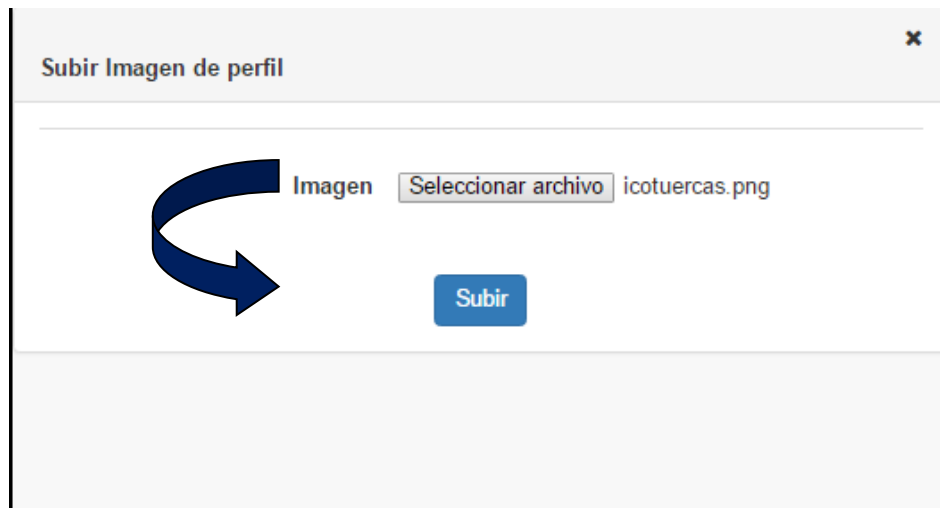 Subir Imagen de perfil
Imagen Seleccionar archivo icotuercas.png
Subir